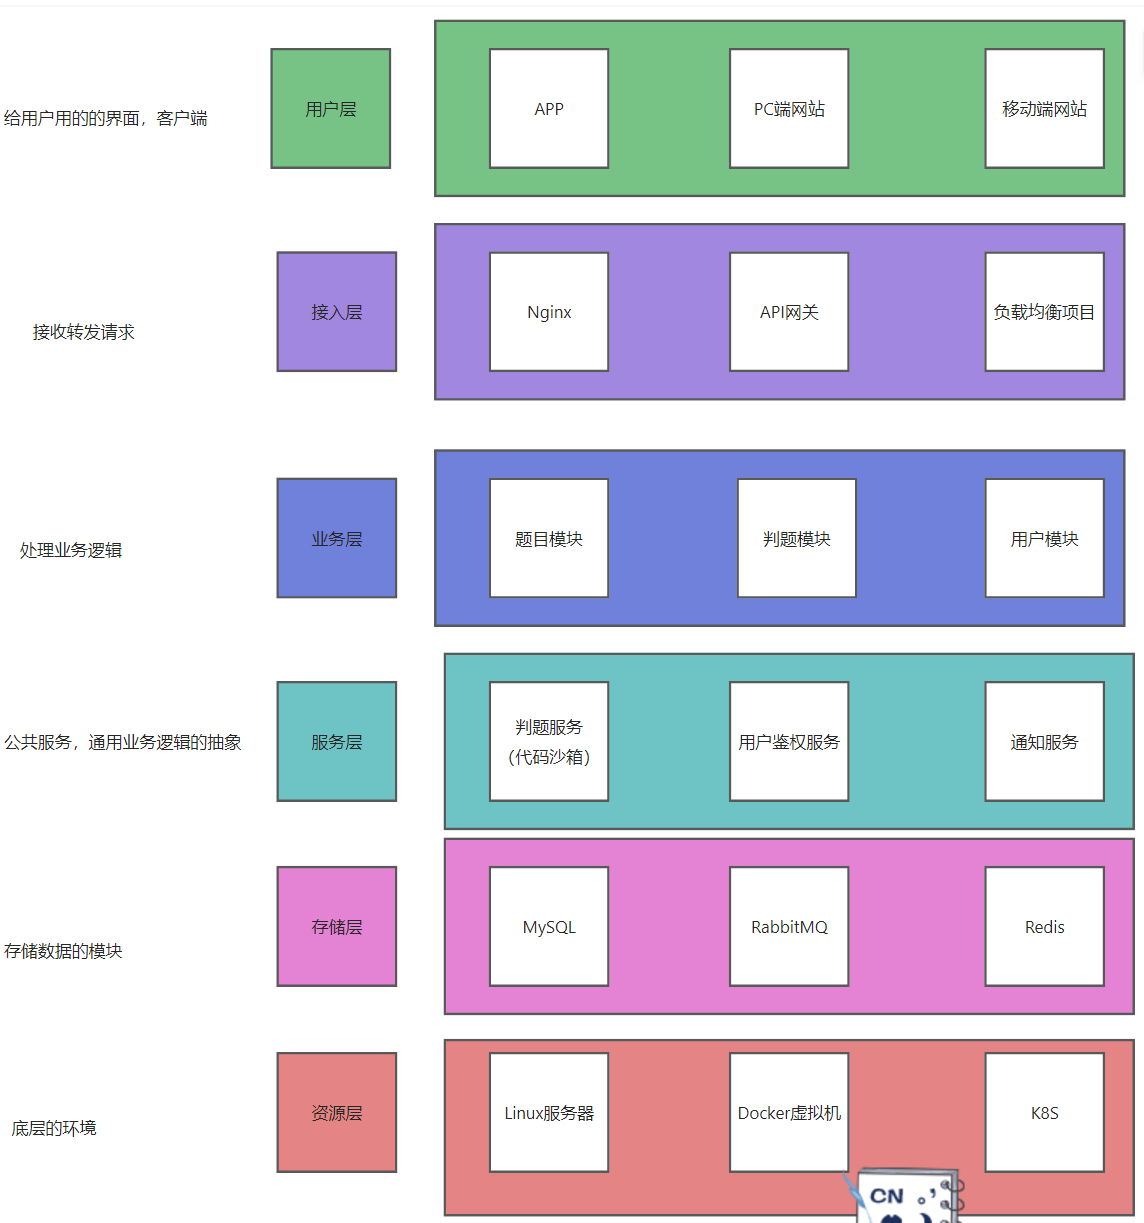 给用户用的的界面，客户端
用户层
APP
PC端网站
移动端网站
接收转发请求
接入层
Nginx
API网关
负载均衡项目
处理业务逻辑
业务层
题目模块
判题模块
用户模块
公共服务，通用业务逻辑的抽象
服务层
判题服务
（代码沙箱）
用户鉴权服务
通知服务
存储数据的模块
存储层
MySQL
RabbitMQ
Redis
底层的环境
资源层
Linux服务器
Docker虚拟机
K8S
CN